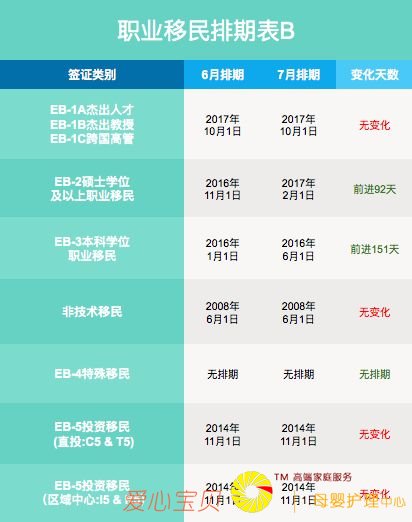 职业移民排期表B
签证类别 6月排期 7月排期 变化天数
EB-1A杰出人才
EB-1B杰出教授
EB-1C跨国高管
2017年
10月1日
2017年
10月1日
无变化
EB-2硕士学位
及以上职业移民
2016年
11月1日
2017年
2月1日
前进92天
EB-3本科学位
职业移民
2016年
1月1日
2016年
6月1日
前进151天
非技术移民
2008年
6月1日
2008年
6月1日
无变化
EB-4特殊移民
无排期
无排期
无排期
EB-5投资移民
(直投:C5 & T5)
2014年
11月1日
2014年
11月1日
无变化
EB-5投资移民
(区域中心:I5 &
2014年
11月1日
2014年
11月1日
无变化
爱心宝贝
TM 高端家庭服务
母婴护理中心